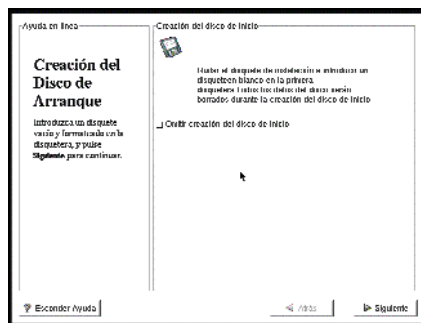 Ayuda en línea
Creación del
Disco de
Arranque
Introduzca un disquete
vacío y formateado en la
disquetera, y pulse
Siguiente para continuar.
Creación del disco de inicio
el disquete de instalación e introducir un
disquete en blanco en la primera
disquetera Todos los datos del disco serán
borrados durante la creación del disco de inicio
Omitir creación del disco de inicio
? Esconder Ayuda
Atrás
Siguiente